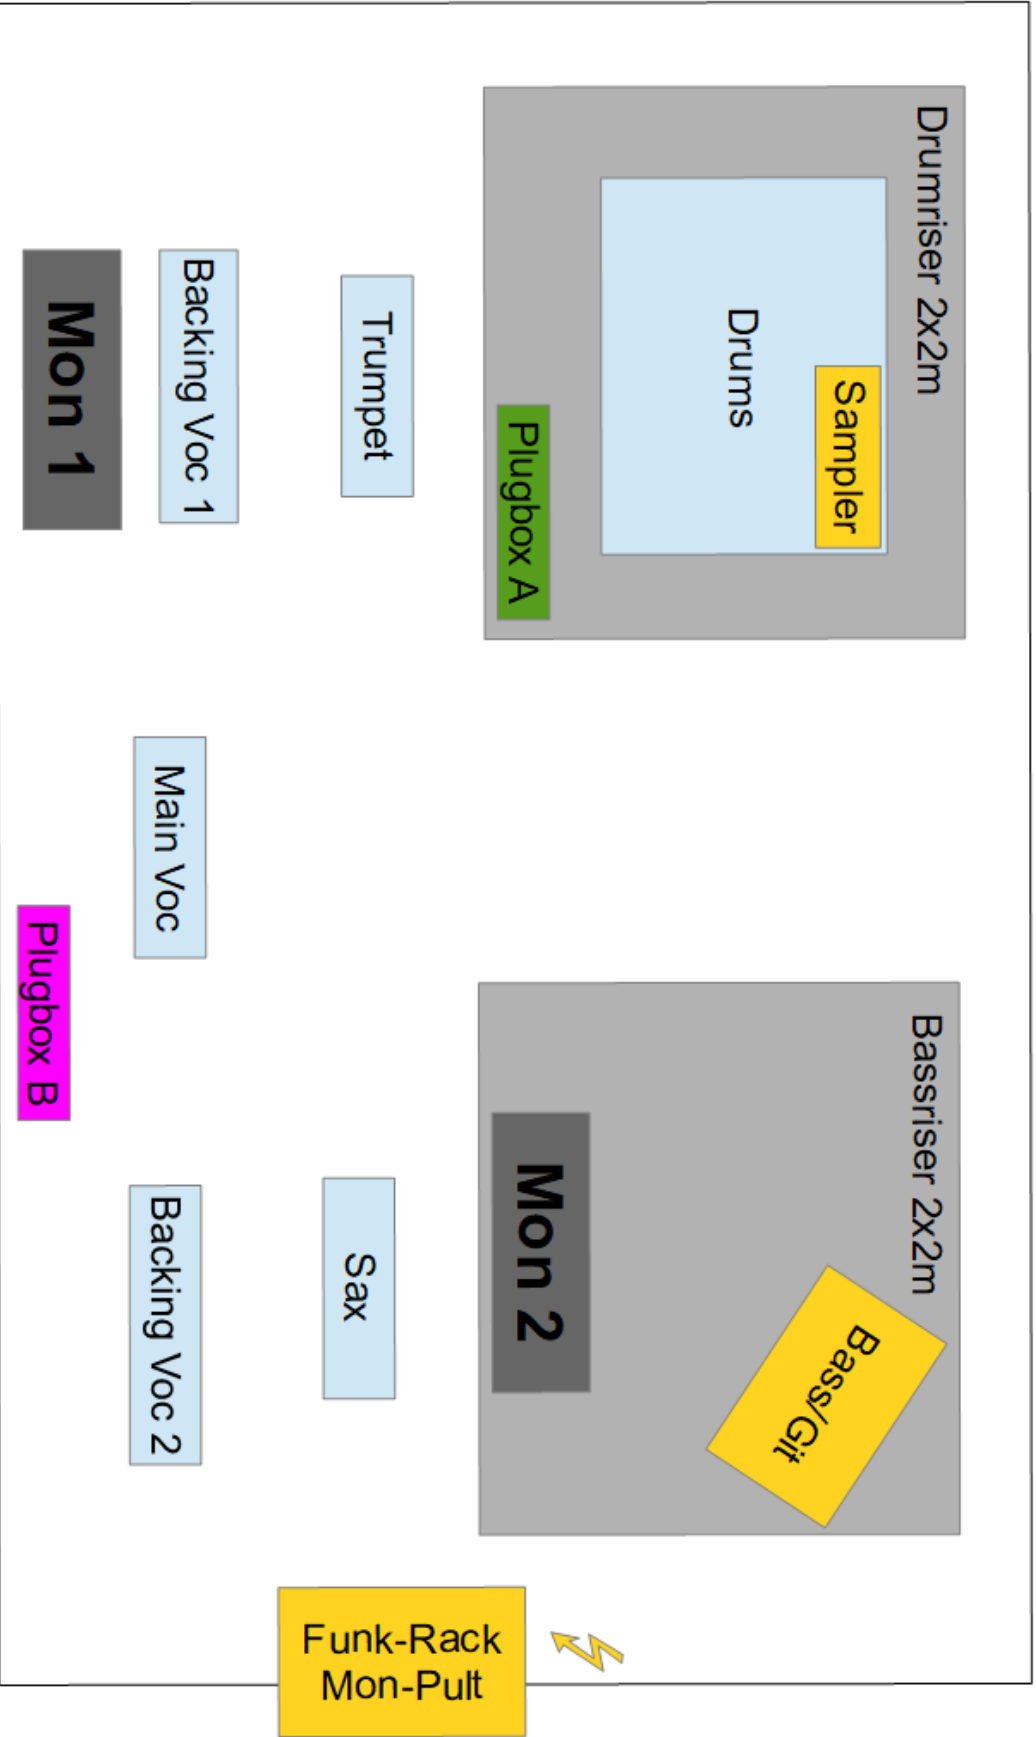 Drumriser 2x2m
Sampler
Drums
Plugbox A
Bassriser 2x2m
Bass/Git
Mon 2
Trumpet
Sax
Backing Voc 1
Main Voc
Backing Voc 2
Mon 1
Plugbox B
Funk-Rack
Mon-Pult